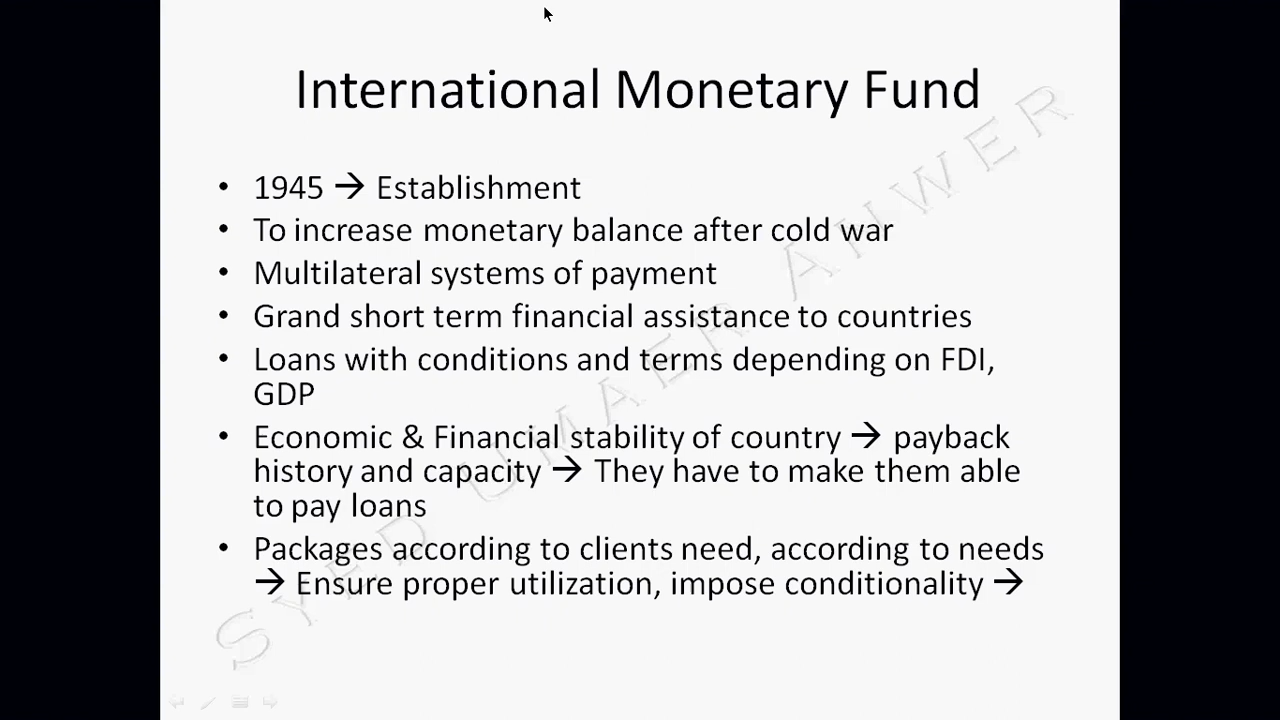 International Monetary Fund
• 1945 → Establishment
• To increase monetary balance after cold war
• Multilateral systems of payment
• Grand short term financial assistance to countries
• Loans with conditions and terms depending on FDI,
GDP
• Economic & Financial stability of country → payback
history and capacity → They have to make them able
to pay loans
• Packages according to clients need, according to needs
→ Ensure proper utilization, impose conditionality →
SYED UMAER ANWER